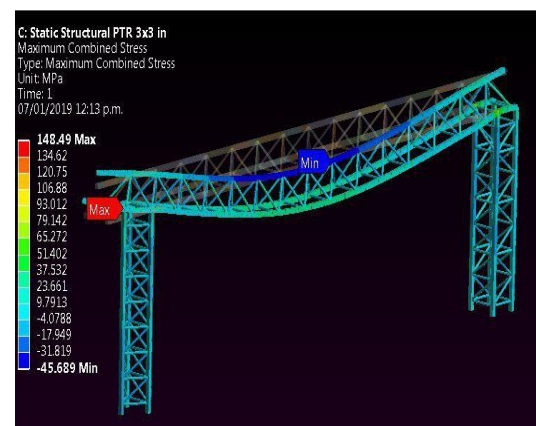 C: Static Structural PTR 3x3 in
Maximum Combined Stress
Type: Maximum Combined Stress
Unit: MPa
Time: 1
07/01/2019 12:13 p.m.
148.49 Max
134.62
120.75
106.88
93.012
79.142
65.272
51.402
37.532
23.661
9.7913
-4.0788
-17.949
-31.819
-45.689 Min
Min
Max